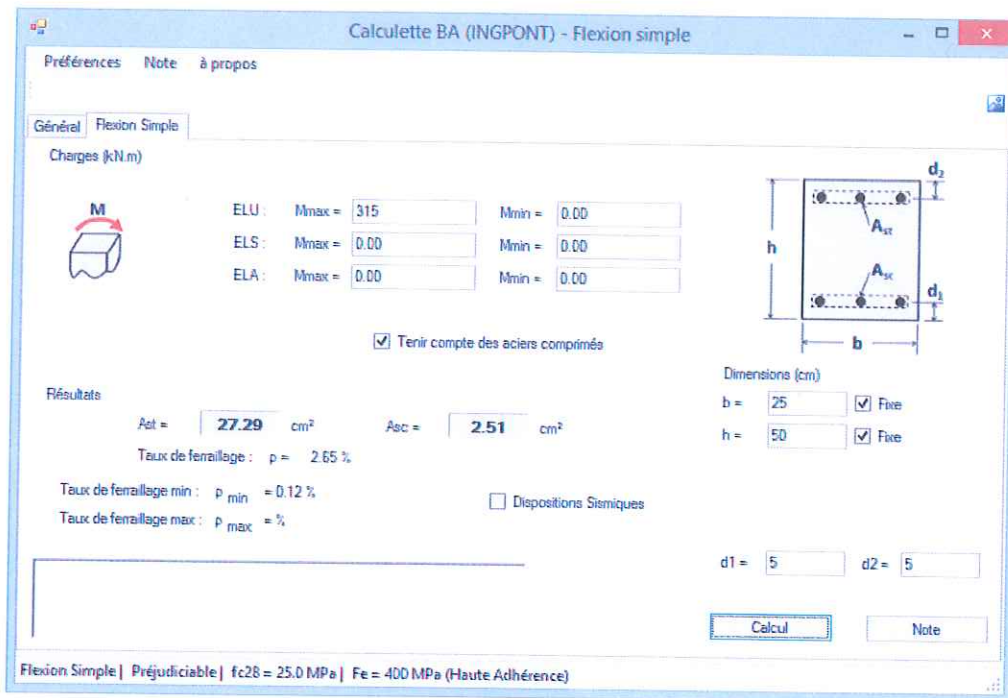 Calculette BA (INGPONT) - Flexion simple
Préférences Note à propos
Général Flexion Simple
Charges (kN.m)
M
ELU : Mmax = 315 Mmin = 0.00
ELS : Mmax = 0.00 Mmin = 0.00
ELA : Mmax = 0.00 Mmin = 0.00
Tenir compte des aciers comprimés
d2
Ast
h
Asc
d1
b
Dimensions (cm)
b = 25 Fixe
h = 50 Fixe
Résultats
Ast = 27.29 cm² Asc = 2.51 cm²
Taux de ferraillage : ρ = 2.65 %
Taux de ferraillage min : ρ min = 0.12 %
Taux de ferraillage max : ρ max = %
Dispositions Sismiques
d1 = 5 d2 = 5
Calcul Note
Flexion Simple | Préjudiciable | fc28 = 25.0 MPa | Fe = 400 MPa (Haute Adhérence)